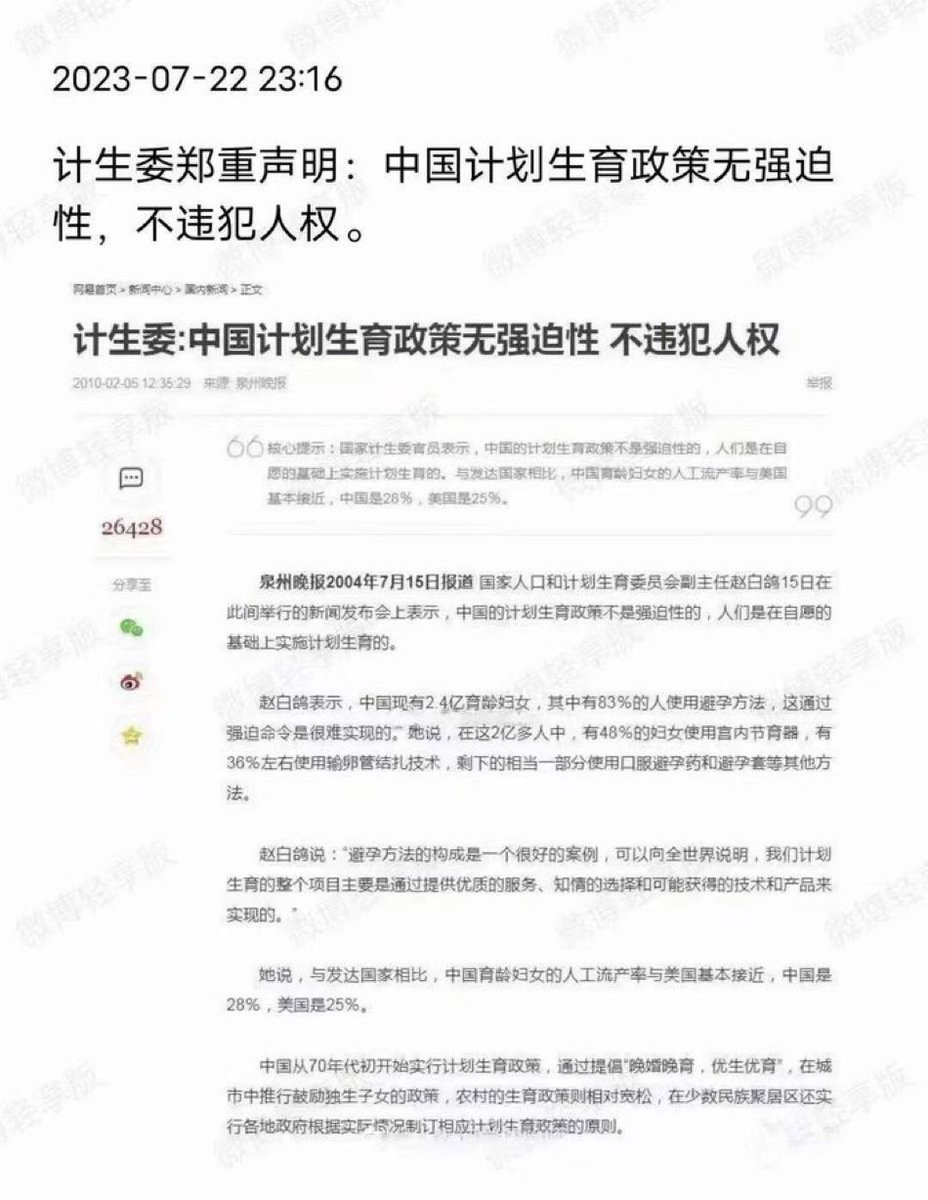 2023-07-22 23:16
计生委郑重声明：中国计划生育政策无强迫
性，不违犯人权。
网易首页 > 新闻中心 > 国内新闻 > 正文
计生委:中国计划生育政策无强迫性 不违犯人权
2010-02-05 12:35:29 来源: 泉州晚报 举报
核心提示：国家计生委官员表示，中国的计划生育政策不是强迫性的，人们是在自
愿的基础上实施计划生育的。与发达国家相比，中国育龄妇女的人工流产率与美国
基本接近，中国是28%，美国是25%。
26428
分享至
泉州晚报2004年7月15日报道 国家人口和计划生育委员会副主任赵白鸽15日在
此间举行的新闻发布会上表示，中国的计划生育政策不是强迫性的，人们是在自愿的
基础上实施计划生育的。
赵白鸽表示，中国现有2.4亿育龄妇女，其中有83%的人使用避孕方法，这通过
强迫命令是很难实现的。她说，在这2亿多人中，有48%的妇女使用宫内节育器，有
36%左右使用输卵管结扎技术，剩下的相当一部分使用口服避孕药和避孕套等其他方
法。
赵白鸽说：“避孕方法的构成是一个很好的案例，可以向全世界说明，我们计划
生育的整个项目主要是通过提供优质的服务、知情的选择和可能获得的技术和产品来
实现的。”
她说，与发达国家相比，中国育龄妇女的人工流产率与美国基本接近，中国是
28%，美国是25%。
中国从70年代初开始实行计划生育政策，通过提倡“晚婚晚育，优生优育”，在城
市中推行鼓励独生子女的政策，农村的生育政策则相对宽松，在少数民族聚居区还实
行各地政府根据实际情况制订相应计划生育政策的原则。
微博轻享版